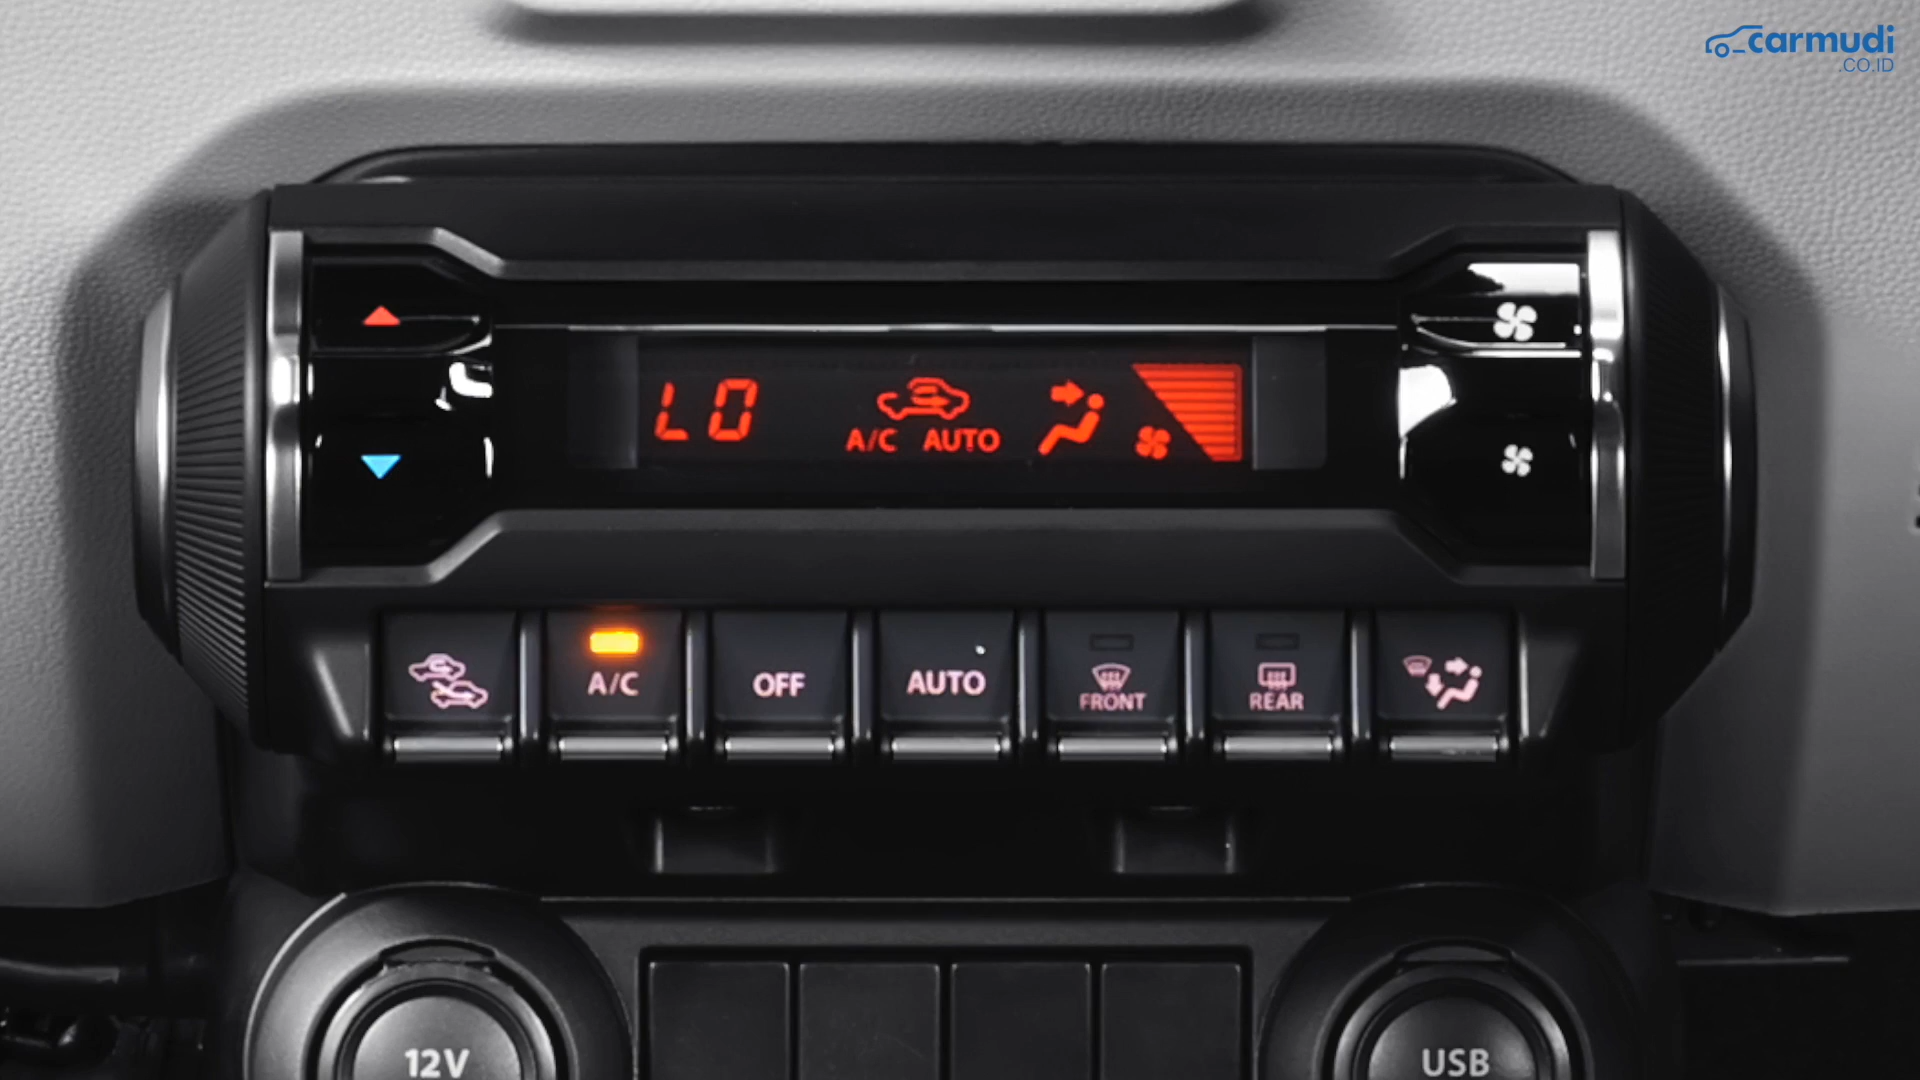 carmudi
.CO.ID
LO
A/C AUTO
A/C
OFF
AUTO
FRONT
REAR
12V
USB